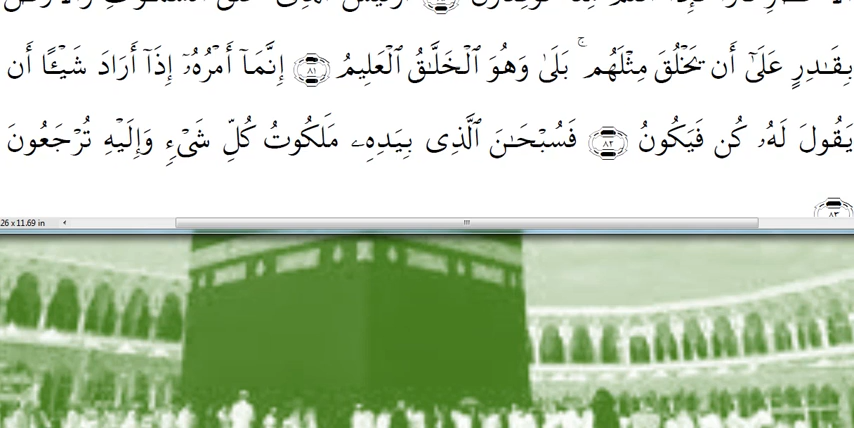 بِقَـٰدِرٍ عَلَىٰٓ أَن يَخْلُقَ مِثْلَهُم ۚ بَلَىٰ وَهُوَ ٱلْخَلَّـٰقُ ٱلْعَلِيمُ ٨١ إِنَّمَآ أَمْرُهُۥٓ إِذَآ أَرَادَ شَيْـًٔا أَن
يَقُولَ لَهُۥ كُن فَيَكُونُ ٨٢ فَسُبْحَـٰنَ ٱلَّذِى بِيَدِهِۦ مَلَكُوتُ كُلِّ شَىْءٍ وَإِلَيْهِ تُرْجَعُونَ
٨٣
26 x 11.69 in